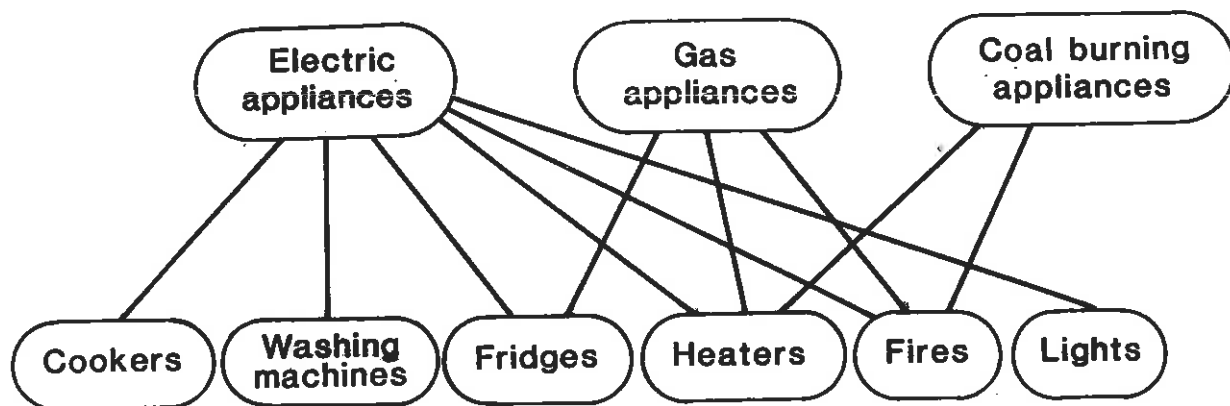 Electric
appliances
Gas
appliances
Coal burning
appliances
Cookers
Washing
machines
Fridges
Heaters
Fires
Lights